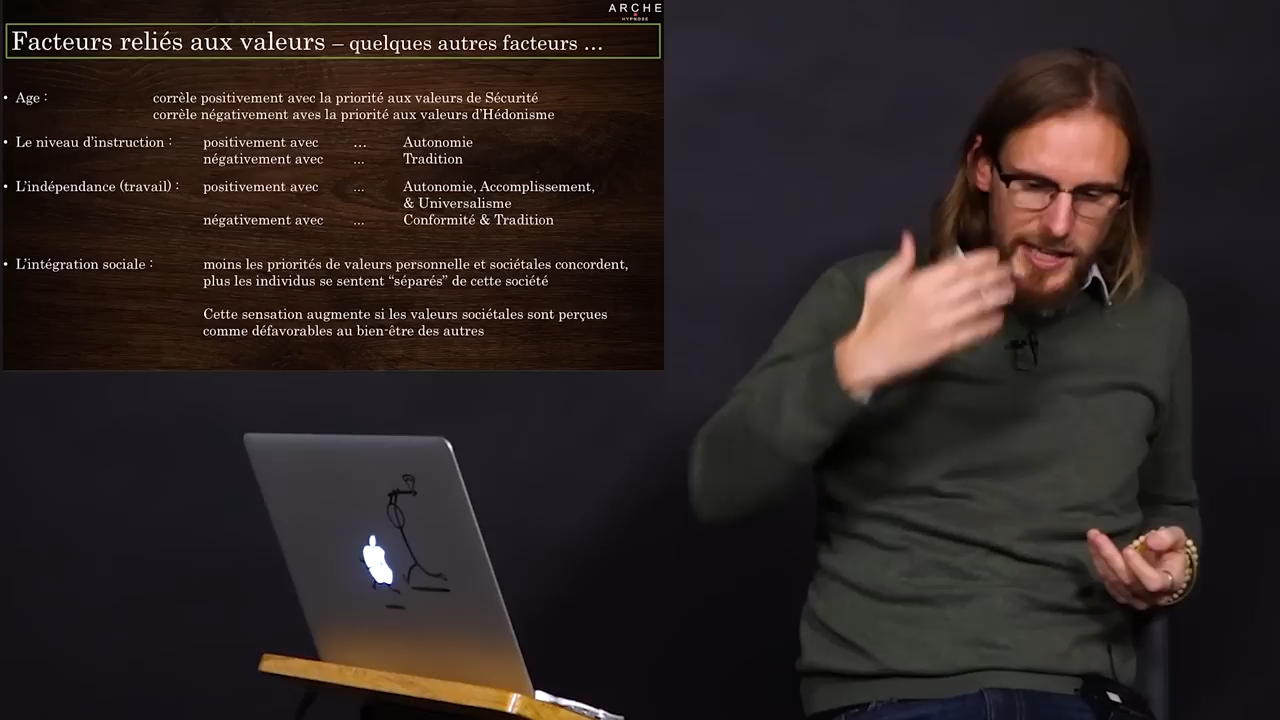 ARCHE
HYPNOSE
Facteurs reliés aux valeurs – quelques autres facteurs …
• Age : corrèle positivement avec la priorité aux valeurs de Sécurité
corrèle négativement aves la priorité aux valeurs d’Hédonisme
• Le niveau d’instruction : positivement avec … Autonomie
négativement avec ... Tradition
• L’indépendance (travail) : positivement avec ... Autonomie, Accomplissement,
& Universalisme
négativement avec ... Conformité & Tradition
• L’intégration sociale : moins les priorités de valeurs personnelle et sociétales concordent,
plus les individus se sentent “séparés” de cette société
Cette sensation augmente si les valeurs sociétales sont perçues
comme défavorables au bien-être des autres